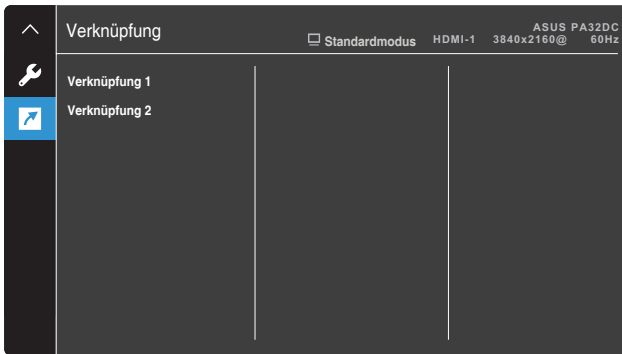 Verknüpfung
Standardmodus HDMI-1 3840x2160@ 60Hz
ASUS PA32DC
Verknüpfung 1
Verknüpfung 2